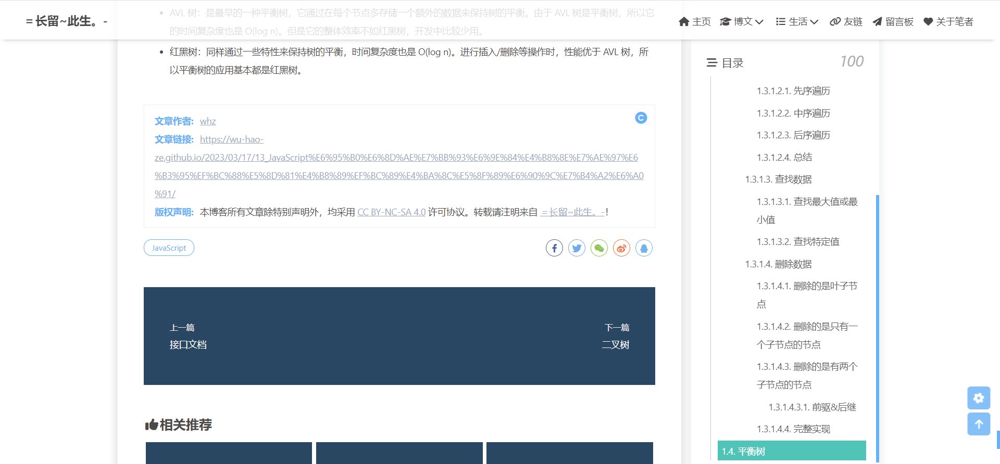 =长留~此生。-
主页
博文
生活
友链
留言板
关于笔者
AVL 树：是最早的一种平衡树，它通过在每个节点多存储一个额外的数据来保持树的平衡。由于 AVL 树是平衡树，所以它
的时间复杂度也是 O(log n)。但是它的整体效率不如红黑树，开发中比较少用。
红黑树：同样通过一些特性来保持树的平衡，时间复杂度也是 O(log n)。进行插入/删除等操作时，性能优于 AVL 树，所
以平衡树的应用基本都是红黑树。
文章作者: whz
文章链接: https://wu-hao-
ze.github.io/2023/03/17/13_JavaScript%E6%95%B0%E6%8D%AE%E7%BB%93%E6%9E%84%E4%B8%8E%E7%AE%97%E6
%B3%95%EF%BC%88%E5%8D%81%E4%B8%89%EF%BC%89%E4%BA%8C%E5%8F%89%E6%90%9C%E7%B4%A2%E6%A0
%91/
版权声明: 本博客所有文章除特别声明外，均采用 CC BY-NC-SA 4.0 许可协议。转载请注明来自 =长留~此生。-！
C
JavaScript
上一篇
接口文档
下一篇
二叉树
相关推荐
目录
100
1.3.1.2.1. 先序遍历
1.3.1.2.2. 中序遍历
1.3.1.2.3. 后序遍历
1.3.1.2.4. 总结
1.3.1.3. 查找数据
1.3.1.3.1. 查找最大值或最
小值
1.3.1.3.2. 查找特定值
1.3.1.4. 删除数据
1.3.1.4.1. 删除的是叶子节
点
1.3.1.4.2. 删除的是只有一
个子节点的节点
1.3.1.4.3. 删除的是有两个
子节点的节点
1.3.1.4.3.1. 前驱&后继
1.3.1.4.4. 完整实现
1.4. 平衡树